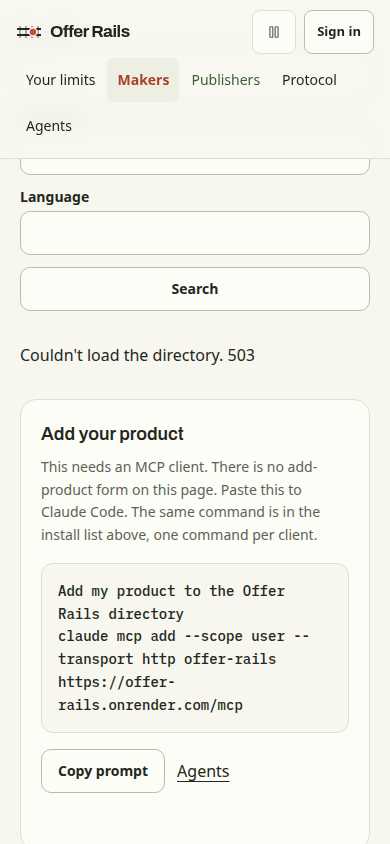 Offer Rails
Sign in
Your limits
Makers
Publishers
Protocol
Agents
Language
Search
Couldn't load the directory. 503
Add your product
This needs an MCP client. There is no add-
product form on this page. Paste this to
Claude Code. The same command is in the
install list above, one command per client.
Add my product to the Offer
Rails directory
claude mcp add --scope user --
transport http offer-rails
https://offer-
rails.onrender.com/mcp
Copy prompt
Agents